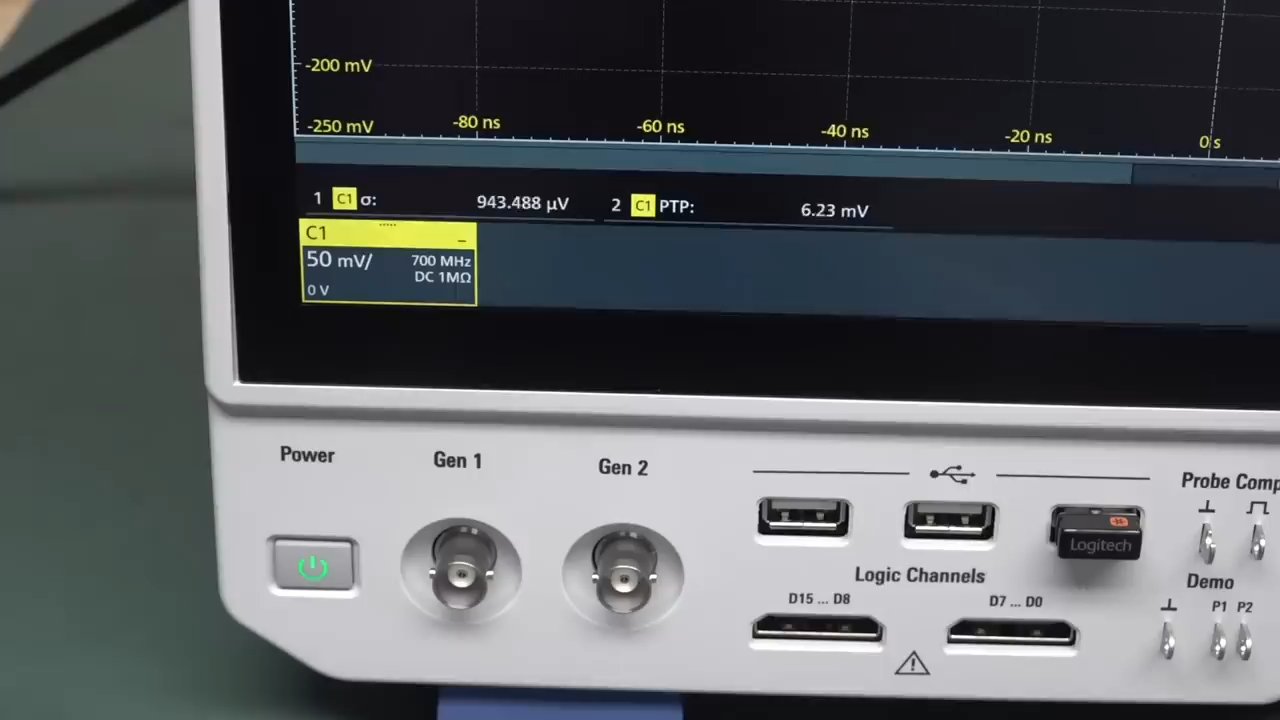 -200 mV
-250 mV
-80 ns
-60 ns
-40 ns
-20 ns
0 s
1 C1 σ: 943.488 µV
2 C1 PTP: 6.23 mV
C1
50 mV/
700 MHz
DC 1MΩ
0 V
Power
Gen 1
Gen 2
Probe Comp
Logitech
Logic Channels
Demo
D15 ... D8
D7 ... D0
P1 P2